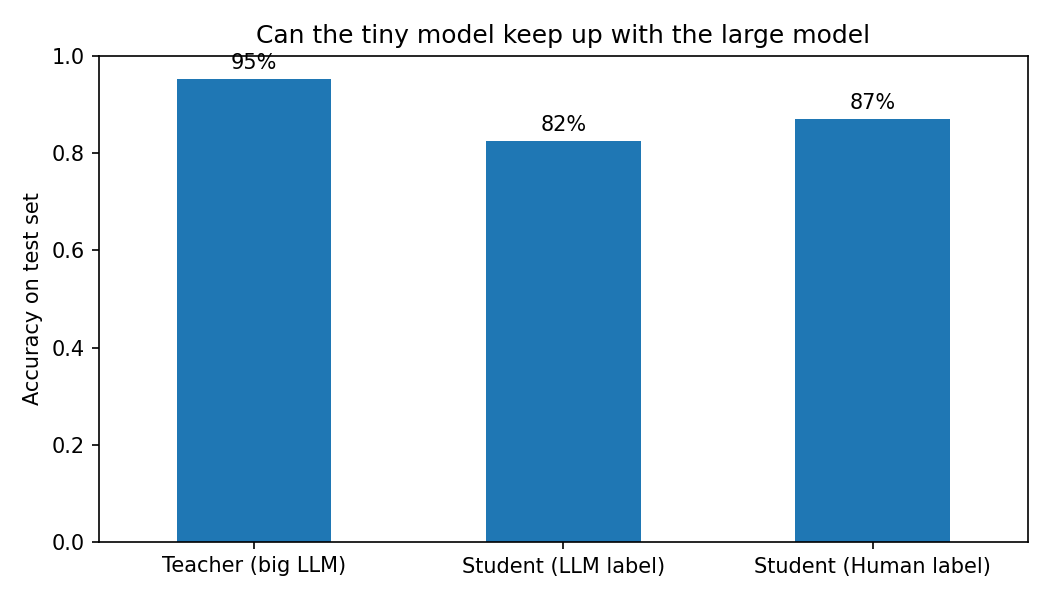 Can the tiny model keep up with the large model
1.0
0.8
0.6
0.4
0.2
0.0
Accuracy on test set
95%
82%
87%
Teacher (big LLM)
Student (LLM label)
Student (Human label)